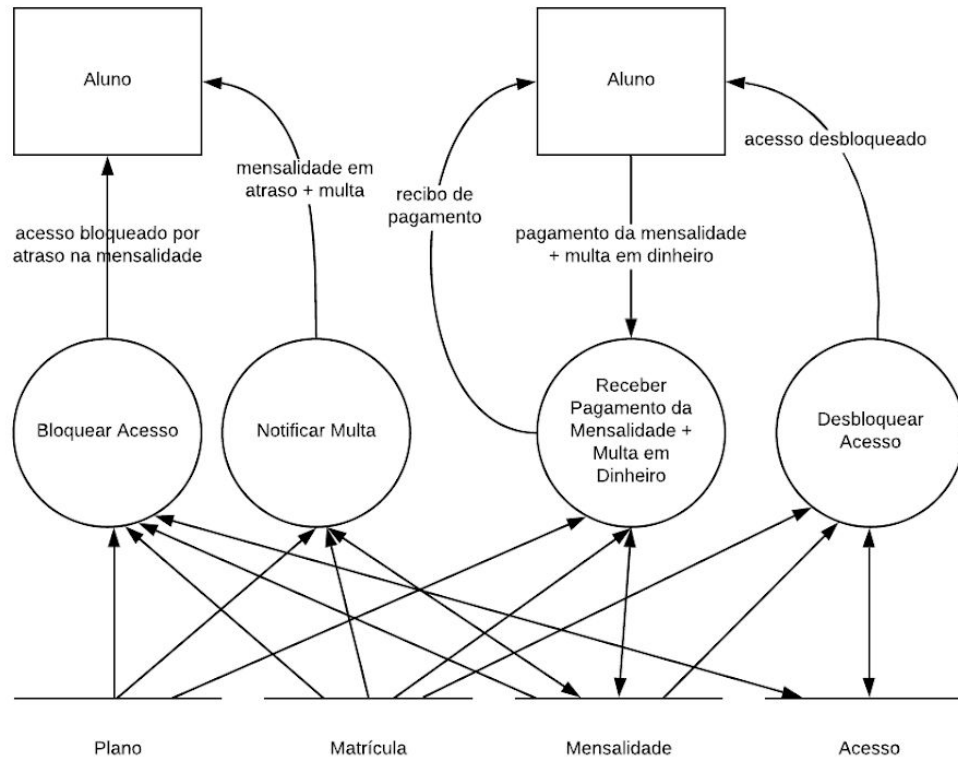 Aluno
Aluno
acesso desbloqueado
mensalidade em
atraso + multa
recibo de
pagamento
acesso bloqueado por
atraso na mensalidade
pagamento da mensalidade
+ multa em dinheiro
Bloquear Acesso
Notificar Multa
Receber
Pagamento da
Mensalidade +
Multa em
Dinheiro
Desbloquear
Acesso
Plano
Matrícula
Mensalidade
Acesso